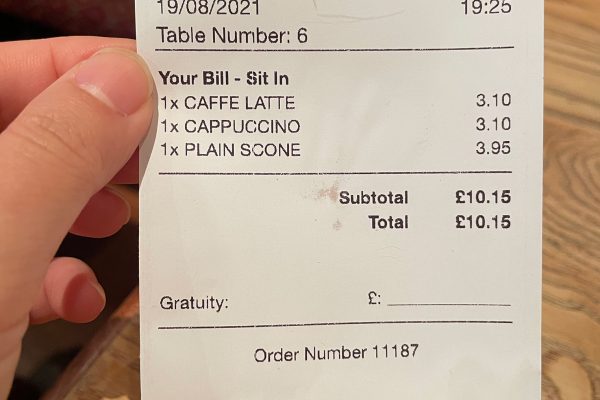 19/08/2021 19:25
Table Number: 6
Your Bill - Sit In
1x CAFFE LATTE 3.10
1x CAPPUCCINO 3.10
1x PLAIN SCONE 3.95
Subtotal £10.15
Total £10.15
Gratuity: £:
Order Number 11187